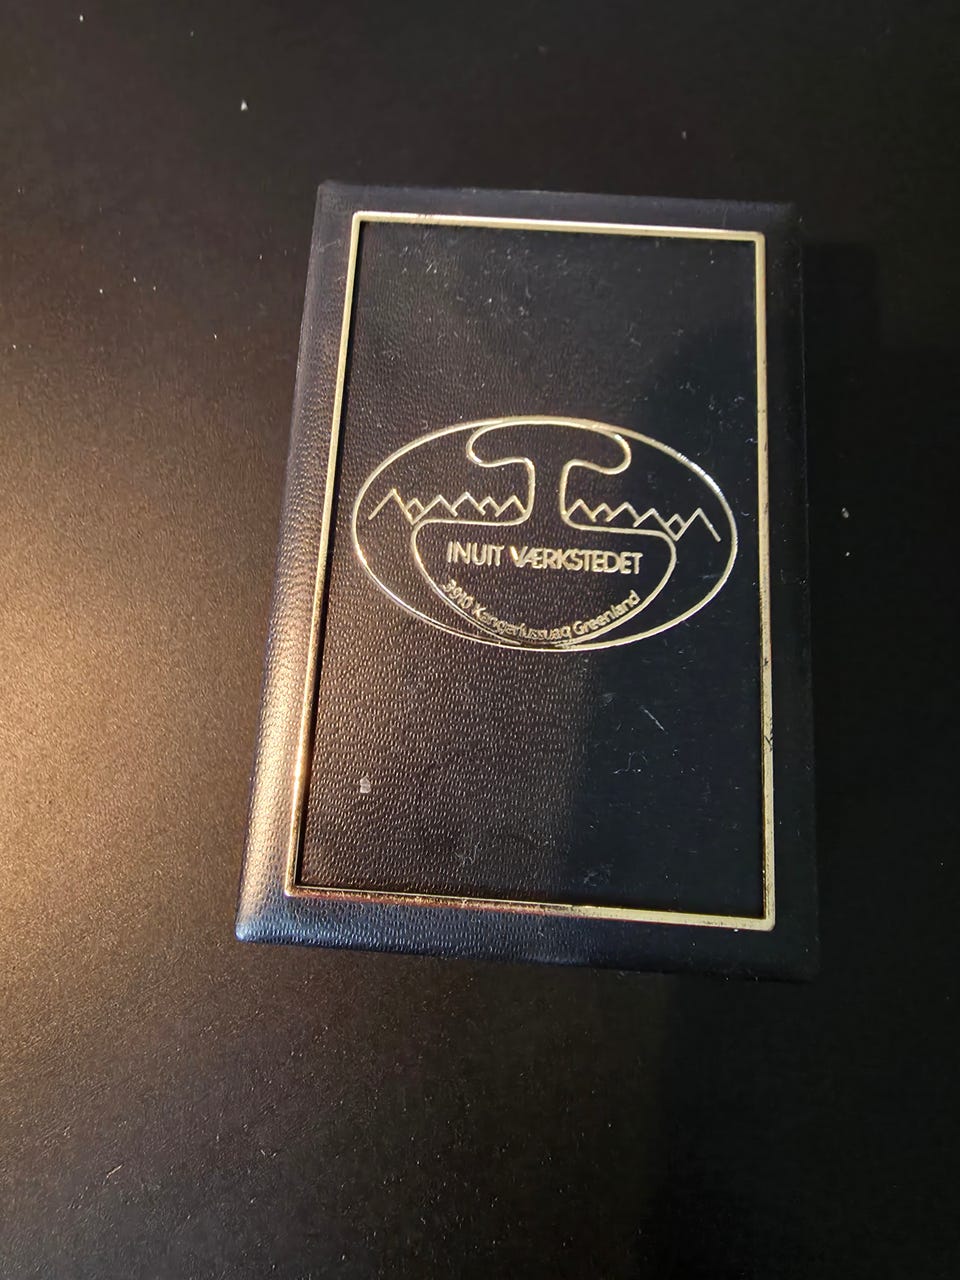 INUIT VÆRKSTEDET
3910 Kangerlussuaq Greenland